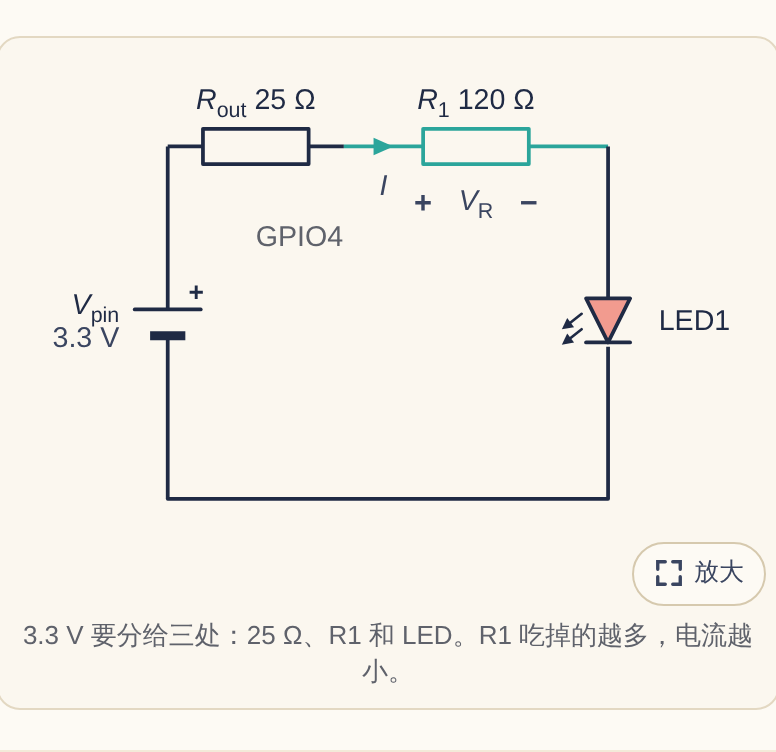 Rout 25 Ω
R1 120 Ω
I
+ VR −
GPIO4
+
Vpin
3.3 V
LED1
放大
3.3 V 要分给三处：25 Ω、R1 和 LED。R1 吃掉的越多，电流越
小。